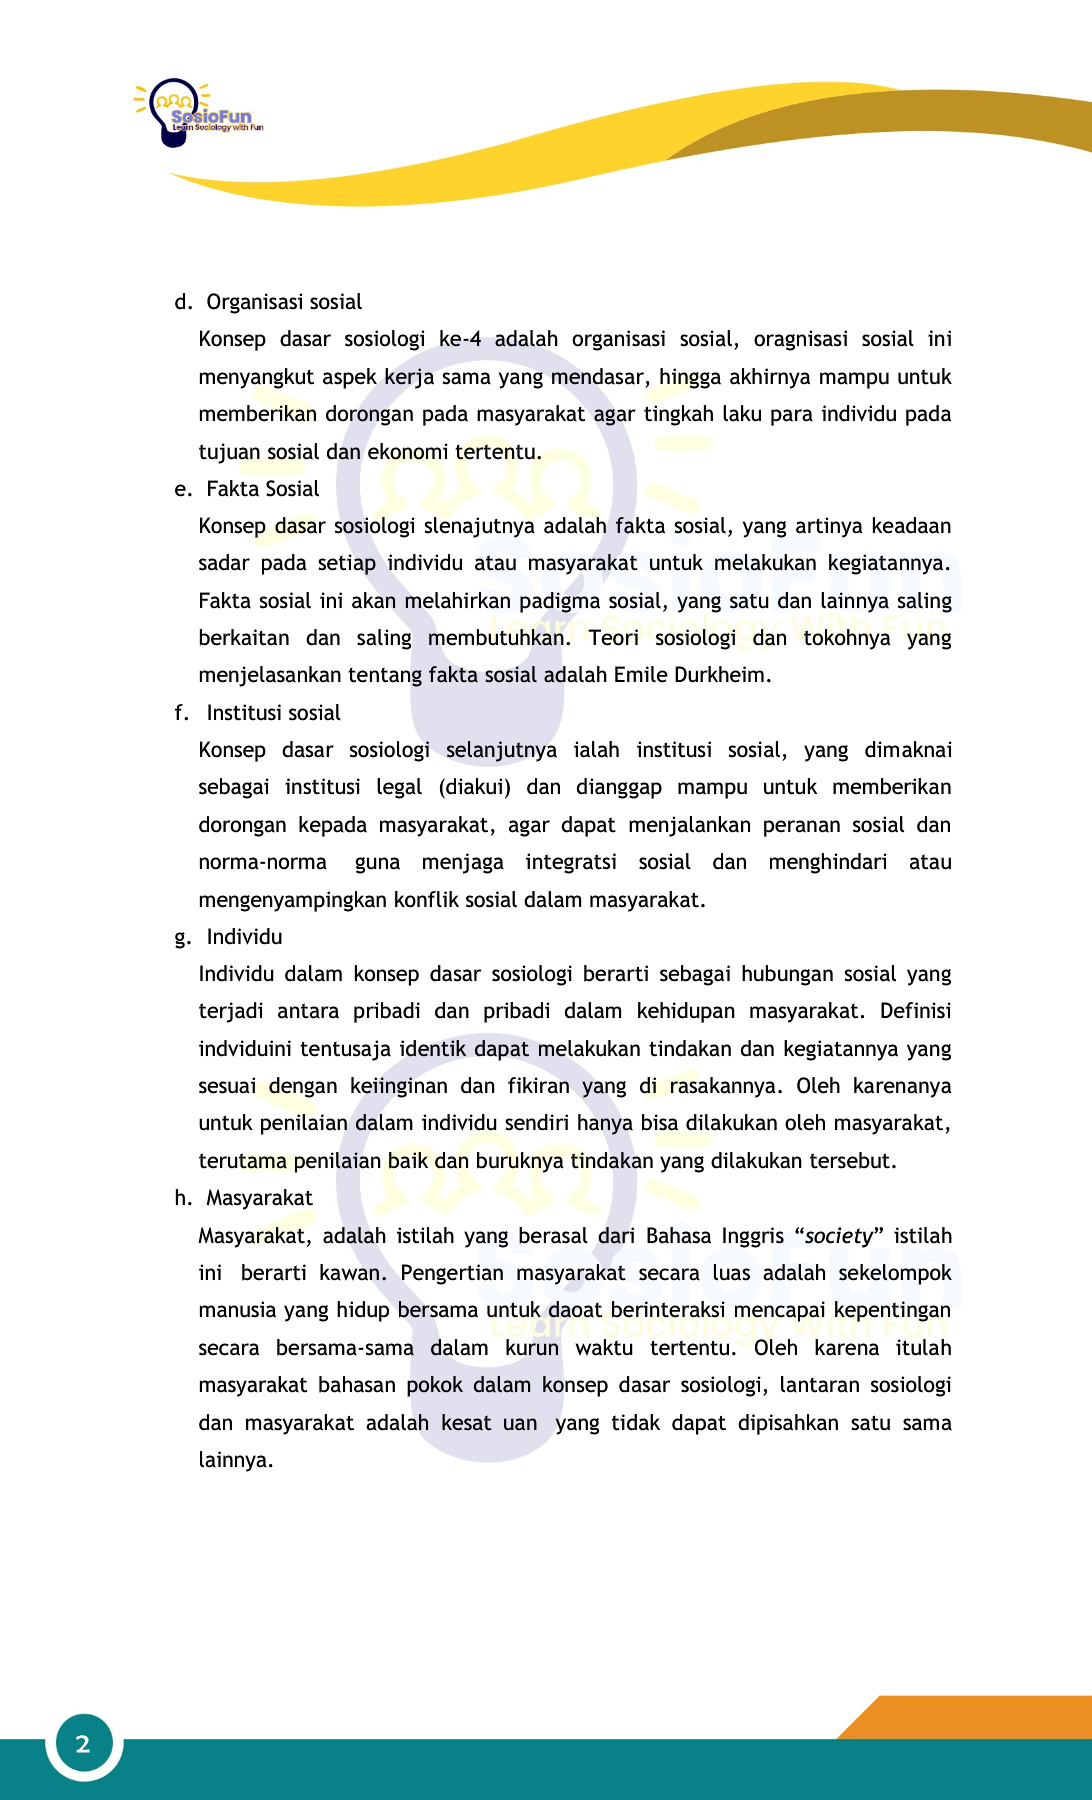 SosioFun
Learn Sociology with Fun
d. Organisasi sosial
Konsep dasar sosiologi ke-4 adalah organisasi sosial, oragnisasi sosial ini
menyangkut aspek kerja sama yang mendasar, hingga akhirnya mampu untuk
memberikan dorongan pada masyarakat agar tingkah laku para individu pada
tujuan sosial dan ekonomi tertentu.
e. Fakta Sosial
Konsep dasar sosiologi slenajutnya adalah fakta sosial, yang artinya keadaan
sadar pada setiap individu atau masyarakat untuk melakukan kegiatannya.
Fakta sosial ini akan melahirkan padigma sosial, yang satu dan lainnya saling
berkaitan dan saling membutuhkan. Teori sosiologi dan tokohnya yang
menjelasankan tentang fakta sosial adalah Emile Durkheim.
f. Institusi sosial
Konsep dasar sosiologi selanjutnya ialah institusi sosial, yang dimaknai
sebagai institusi legal (diakui) dan dianggap mampu untuk memberikan
dorongan kepada masyarakat, agar dapat menjalankan peranan sosial dan
norma-norma guna menjaga integratsi sosial dan menghindari atau
mengenyampingkan konflik sosial dalam masyarakat.
g. Individu
Individu dalam konsep dasar sosiologi berarti sebagai hubungan sosial yang
terjadi antara pribadi dan pribadi dalam kehidupan masyarakat. Definisi
indviduini tentusaja identik dapat melakukan tindakan dan kegiatannya yang
sesuai dengan keiinginan dan fikiran yang di rasakannya. Oleh karenanya
untuk penilaian dalam individu sendiri hanya bisa dilakukan oleh masyarakat,
terutama penilaian baik dan buruknya tindakan yang dilakukan tersebut.
h. Masyarakat
Masyarakat, adalah istilah yang berasal dari Bahasa Inggris “society” istilah
ini berarti kawan. Pengertian masyarakat secara luas adalah sekelompok
manusia yang hidup bersama untuk daoat berinteraksi mencapai kepentingan
secara bersama-sama dalam kurun waktu tertentu. Oleh karena itulah
masyarakat bahasan pokok dalam konsep dasar sosiologi, lantaran sosiologi
dan masyarakat adalah kesat uan yang tidak dapat dipisahkan satu sama
lainnya.
SosioFun
Learn Sociology With Fun
SosioFun
Learn Sociology With Fun
2